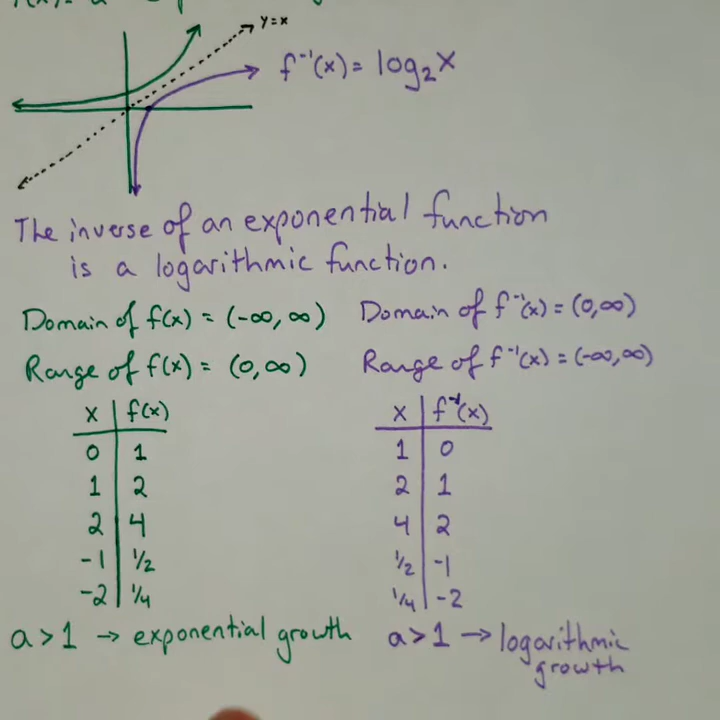 y=x
f⁻¹(x) = log₂x
The inverse of an exponential function
is a logarithmic function.
Domain of f(x) = (-∞, ∞)
Domain of f⁻¹(x) = (0,∞)
Range of f(x) = (0, ∞)
Range of f⁻¹(x) = (-∞,∞)
x f(x)
0 1
1 2
2 4
-1 1/2
-2 1/4
x f⁻¹(x)
1 0
2 1
4 2
1/2 -1
1/4 -2
a > 1 → exponential growth
a > 1 → logarithmic
growth